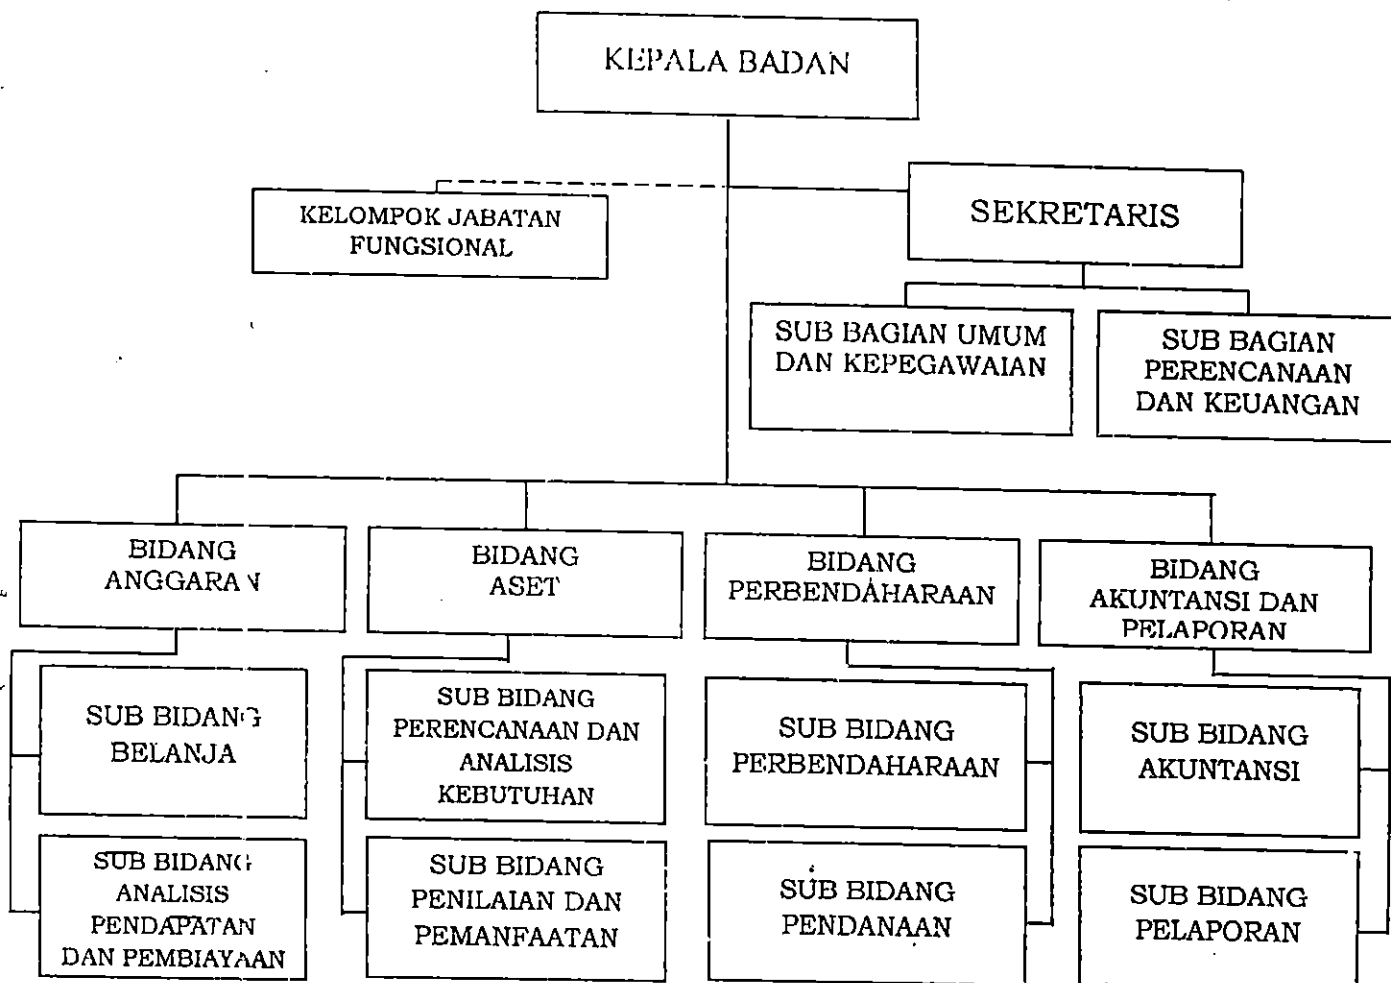 KEPALA BADAN
KELOMPOK JABATAN
FUNGSIONAL
SEKRETARIS
SUB BAGIAN UMUM
DAN KEPEGAWAIAN
SUB BAGIAN
PERENCANAAN
DAN KEUANGAN
BIDANG
ANGGARAN
BIDANG
ASET
BIDANG
PERBENDAHARAAN
BIDANG
AKUNTANSI DAN
PELAPORAN
SUB BIDANG
BELANJA
SUB BIDANG
PERENCANAAN DAN
ANALISIS
KEBUTUHAN
SUB BIDANG
PERBENDAHARAAN
SUB BIDANG
AKUNTANSI
SUB BIDANG
ANALISIS
PENDAPATAN
DAN PEMBIAYAAN
SUB BIDANG
PENILAIAN DAN
PEMANFAATAN
SUB BIDANG
PENDANAAN
SUB BIDANG
PELAPORAN